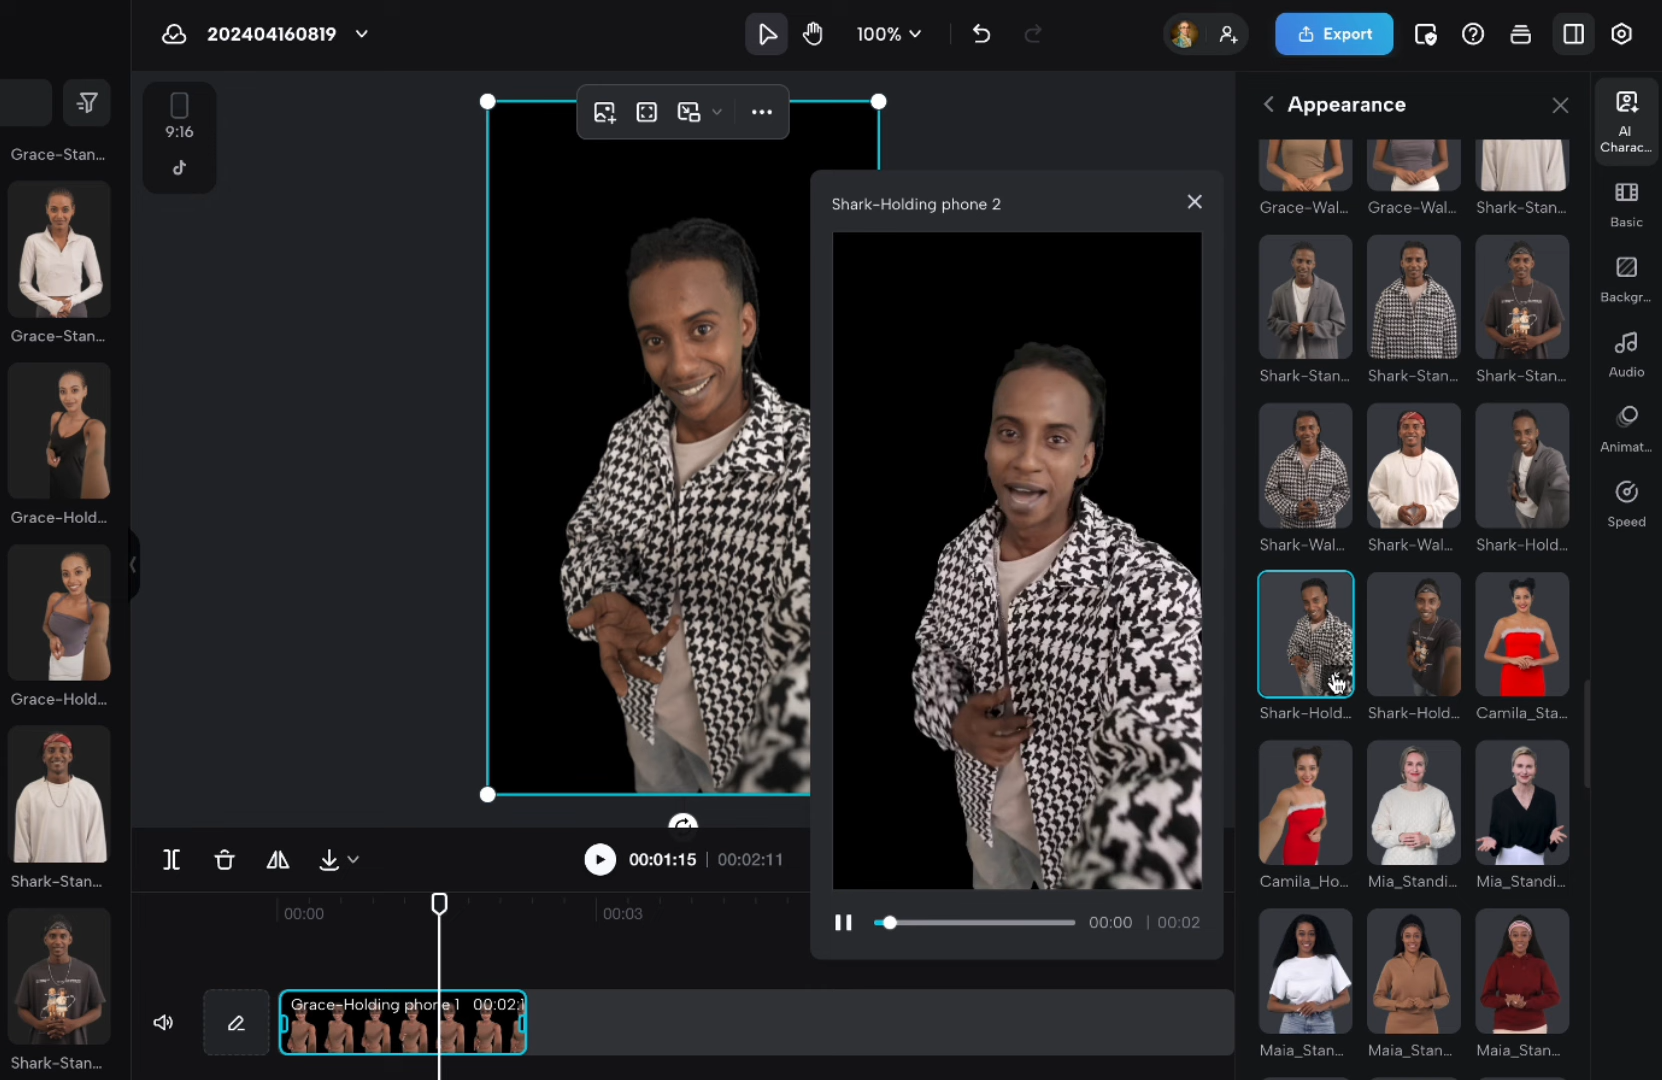 202404160819
100%
Export
9:16
Grace-Stan...
Grace-Stan...
Grace-Hold...
Grace-Hold...
Shark-Stan...
Shark-Stan...
Shark-Holding phone 2
00:00 | 00:02
00:01:15 | 00:02:11
00:00
00:03
Grace-Holding phone 1 00:02:1
Appearance
Grace-Wal...
Grace-Wal...
Shark-Stan...
Shark-Stan...
Shark-Stan...
Shark-Stan...
Shark-Wal...
Shark-Wal...
Shark-Hold...
Shark-Hold...
Shark-Hold...
Camila_Sta...
Camila_Ho...
Mia_Standi...
Mia_Standi...
Maia_Stan...
Maia_Stan...
Maia_Stan...
AI
Charac...
Basic
Backgr...
Audio
Animat...
Speed